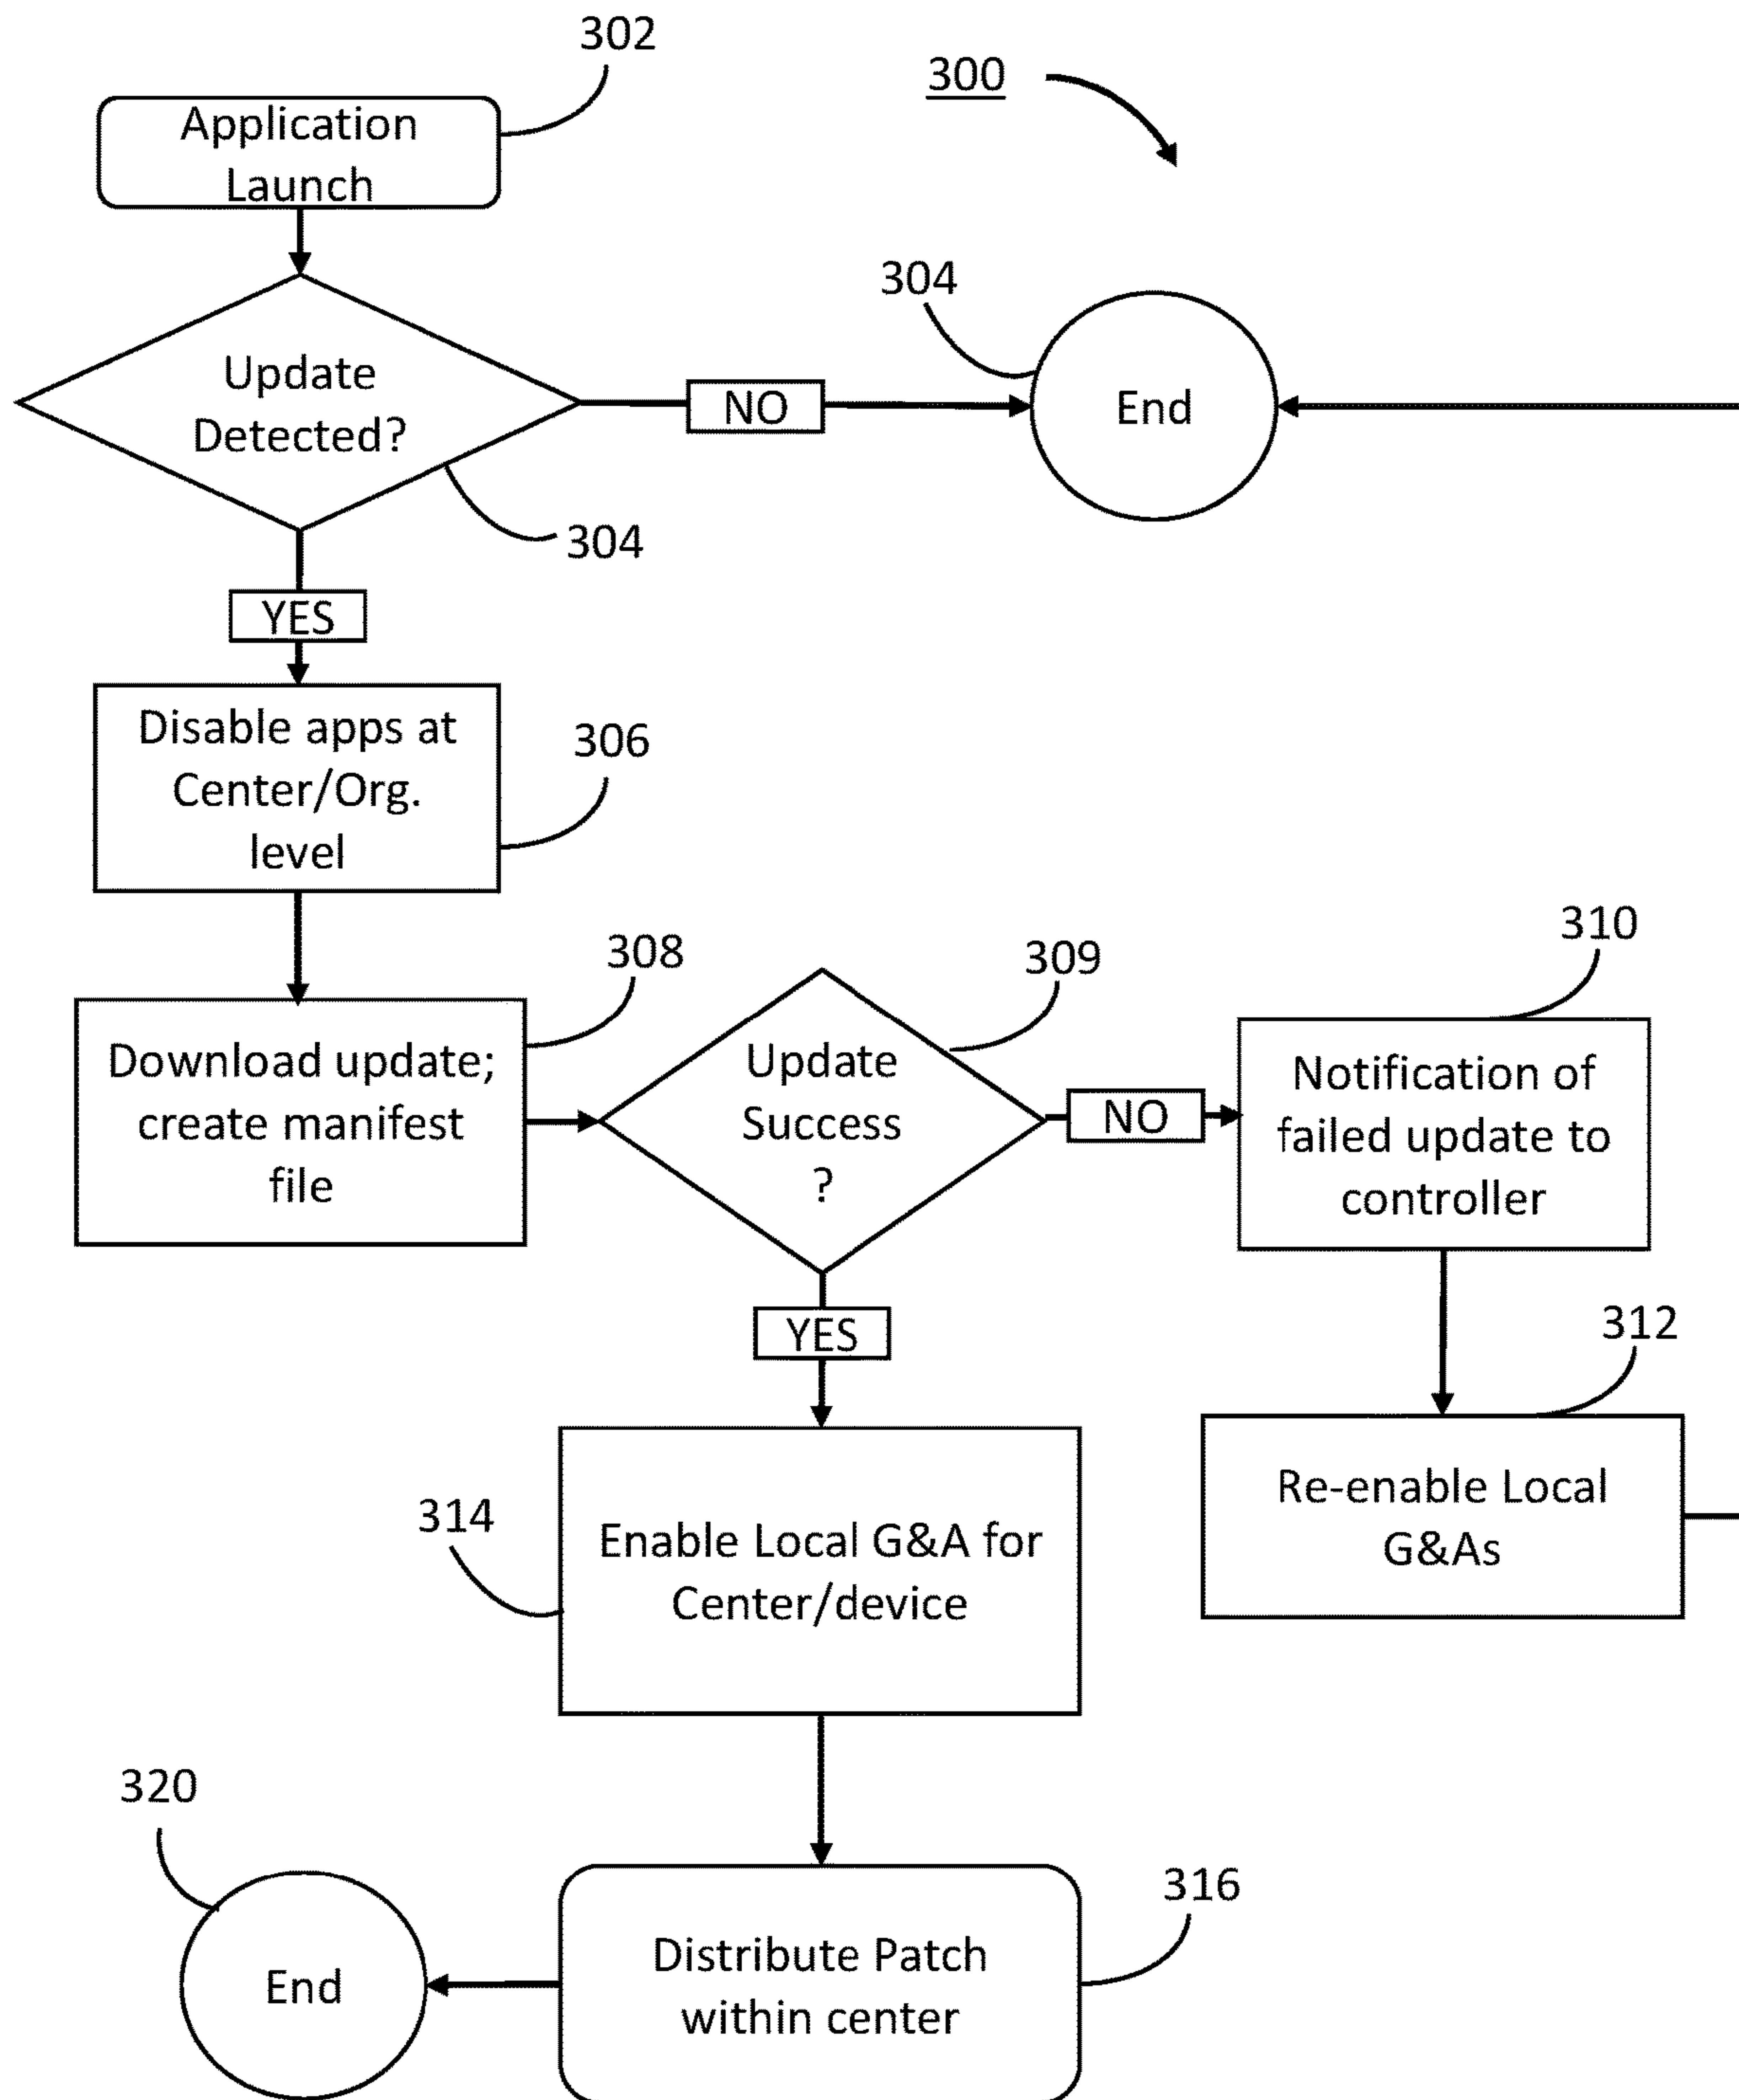 302
300
Application
Launch
304
Update
Detected?
NO
End
304
YES
Disable apps at
Center/Org.
level
306
308
309
310
Download update;
create manifest
file
Update
Success
?
NO
Notification of
failed update to
controller
YES
312
314
Enable Local G&A for
Center/device
Re-enable Local
G&As
320
316
End
Distribute Patch
within center